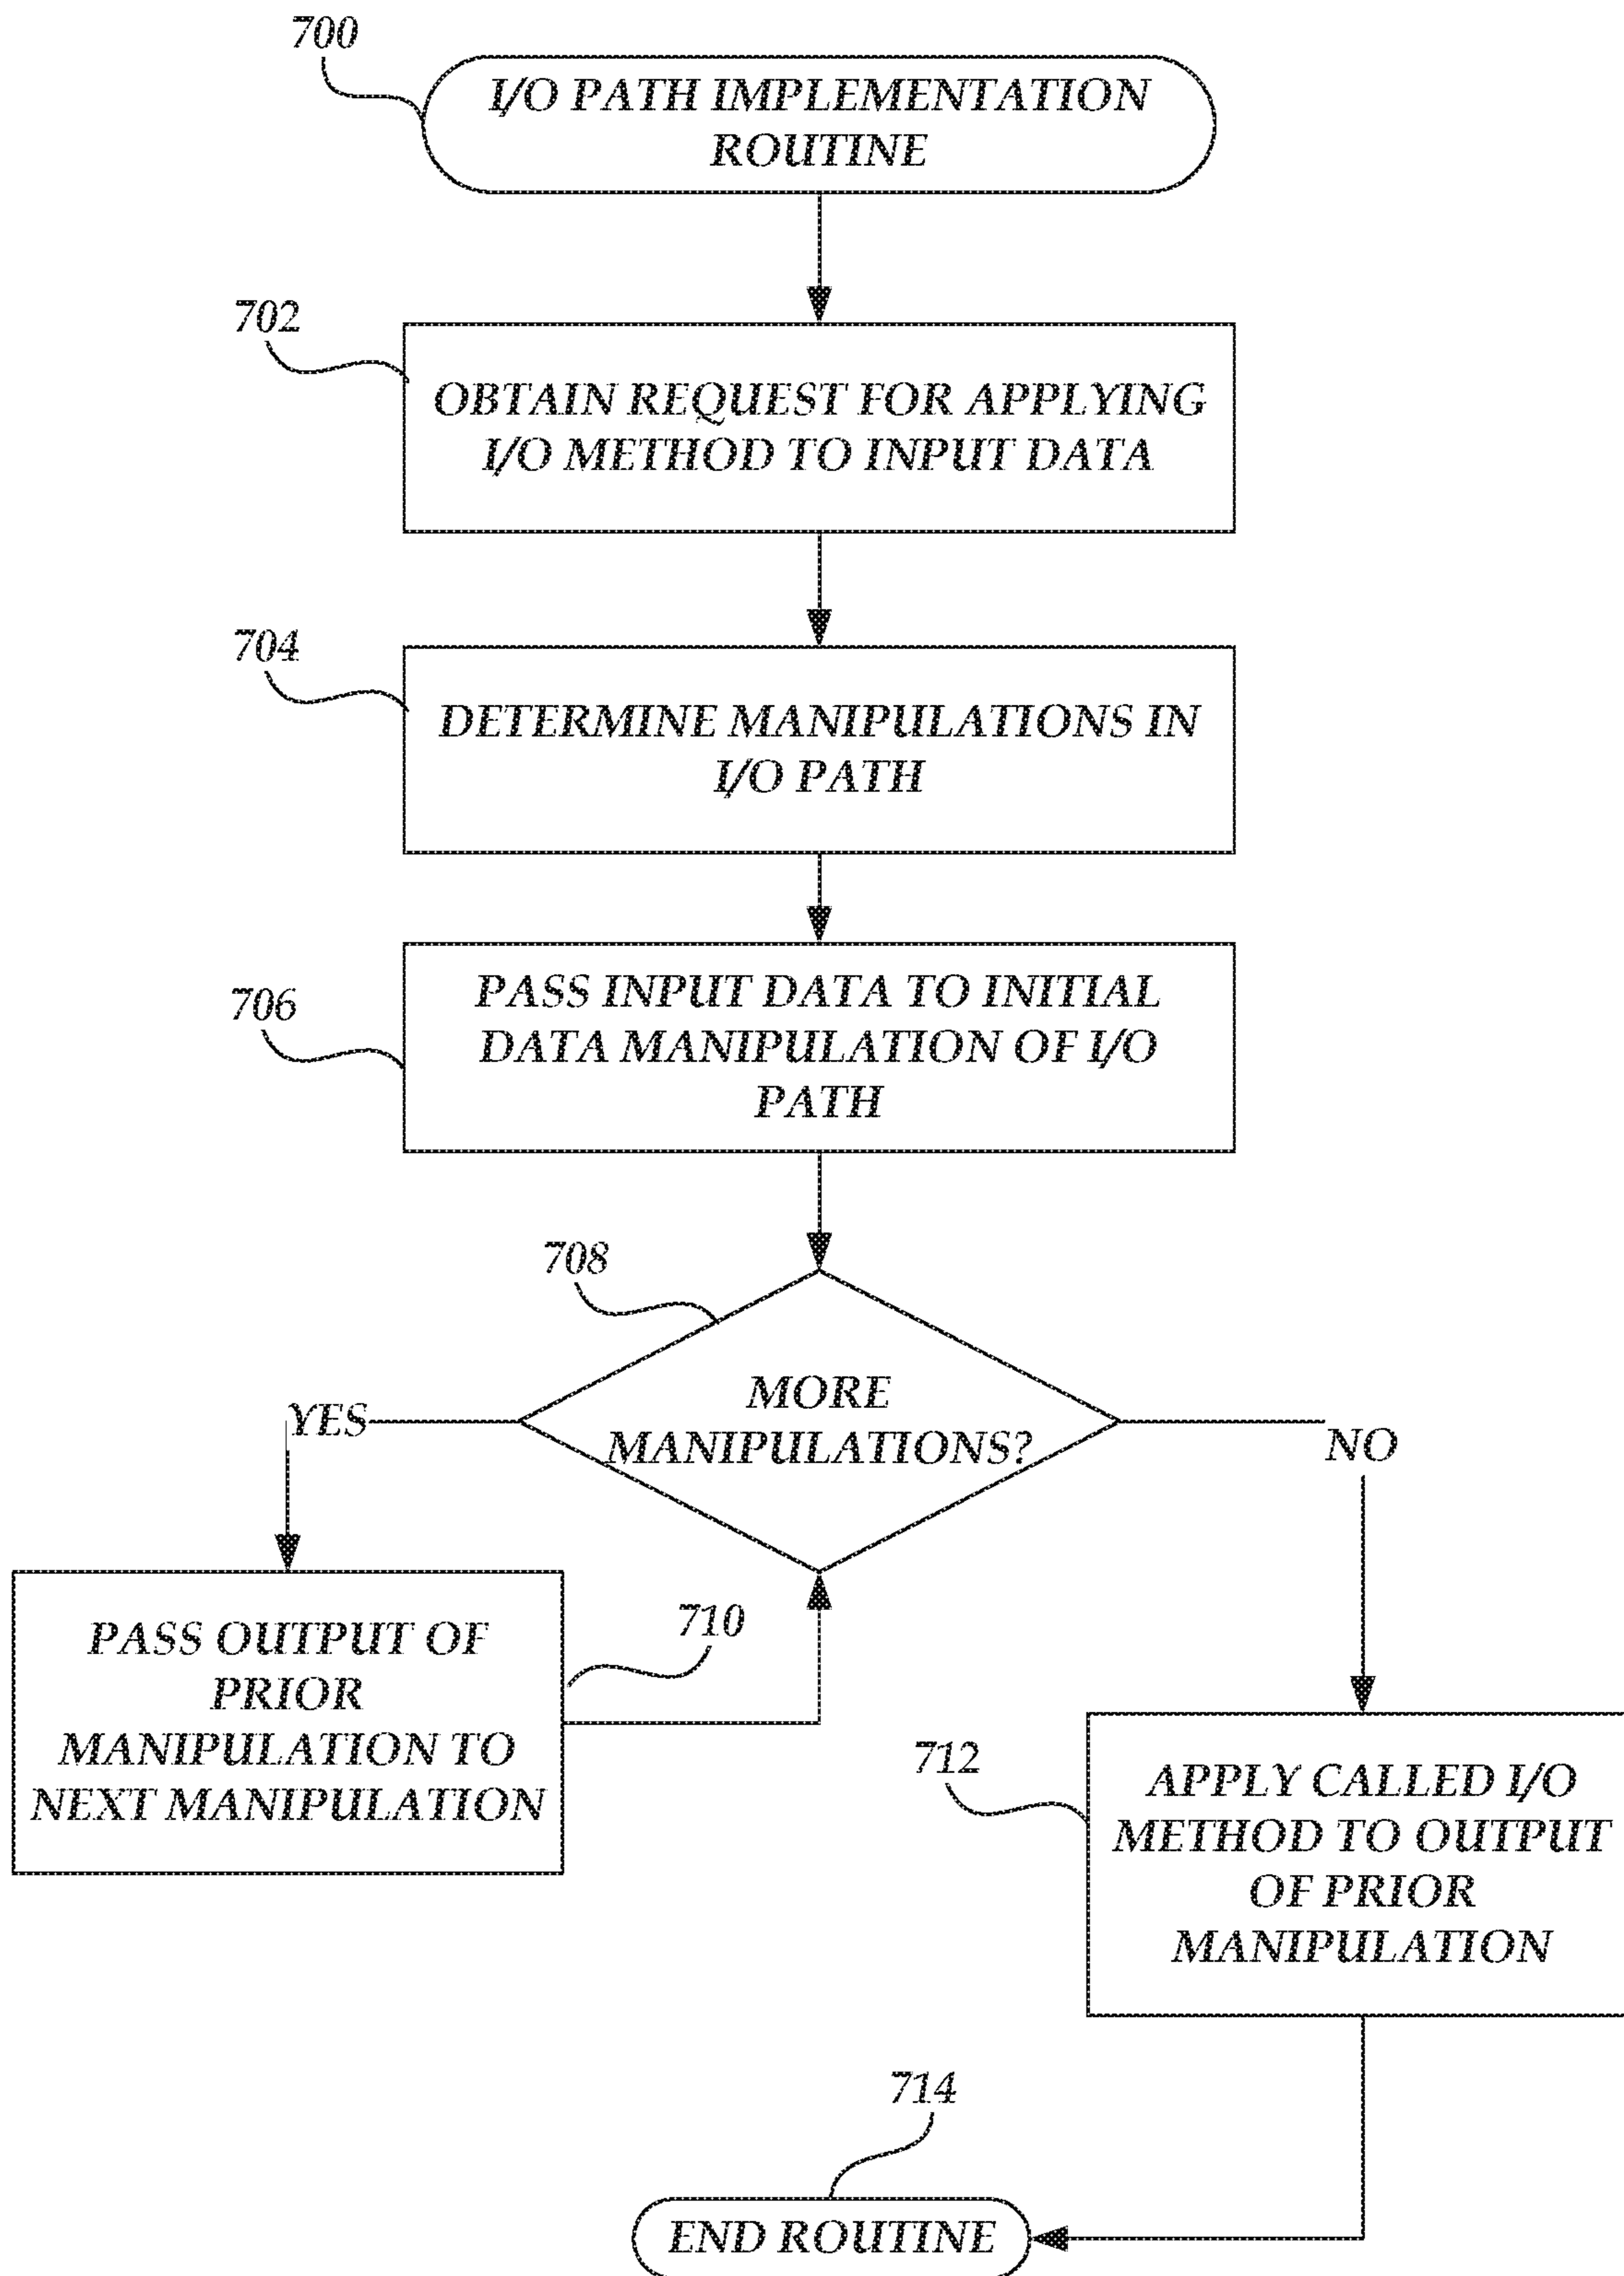 700
I/O PATH IMPLEMENTATION
ROUTINE
702
OBTAIN REQUEST FOR APPLYING
I/O METHOD TO INPUT DATA
704
DETERMINE MANIPULATIONS IN
I/O PATH
706
PASS INPUT DATA TO INITIAL
DATA MANIPULATION OF I/O
PATH
708
MORE
MANIPULATIONS?
YES
NO
PASS OUTPUT OF
PRIOR
MANIPULATION TO
NEXT MANIPULATION
710
712
APPLY CALLED I/O
METHOD TO OUTPUT
OF PRIOR
MANIPULATION
714
END ROUTINE